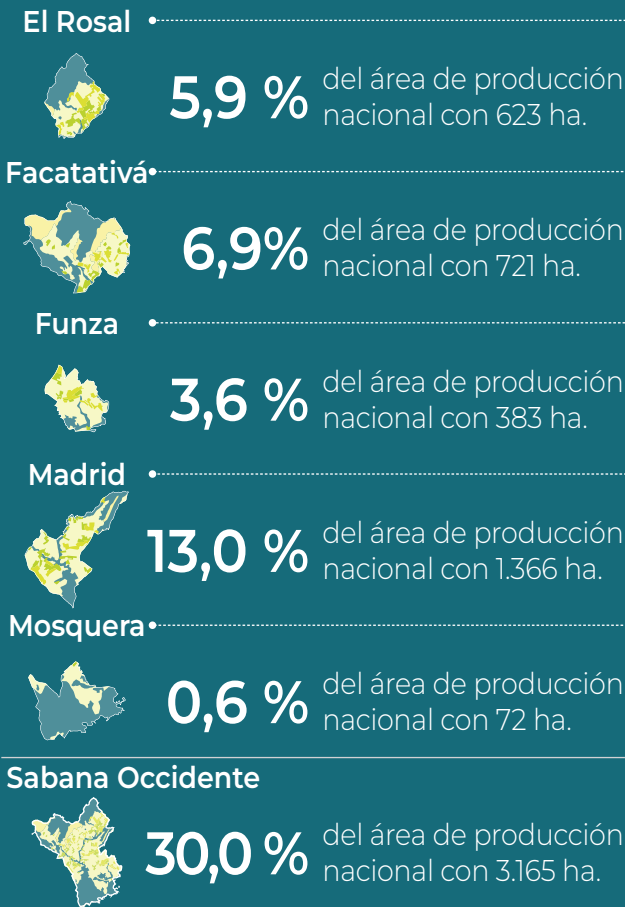 El Rosal
5,9 %
del área de producción
nacional con 623 ha.
Facatativá
6,9%
del área de producción
nacional con 721 ha.
Funza
3,6 %
del área de producción
nacional con 383 ha.
Madrid
13,0 %
del área de producción
nacional con 1.366 ha.
Mosquera
0,6 %
del área de producción
nacional con 72 ha.
Sabana Occidente
30,0 %
del área de producción
nacional con 3.165 ha.